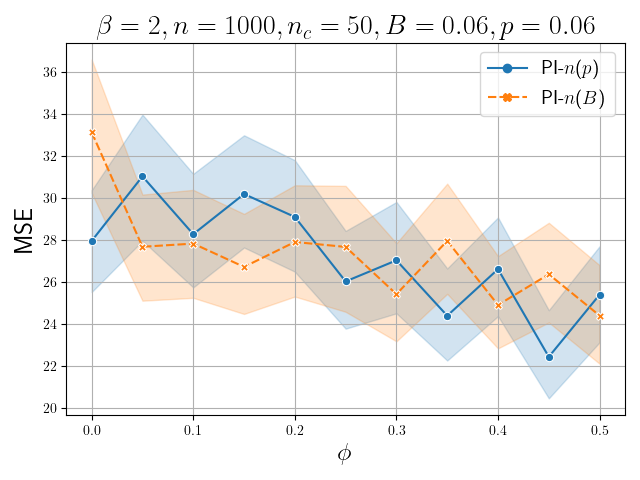 β = 2, n = 1000, n_c = 50, B = 0.06, p = 0.06
PI-n(p)
PI-n(B)
MSE
36
34
32
30
28
26
24
22
20
0.0 0.1 0.2 0.3 0.4 0.5
ϕ